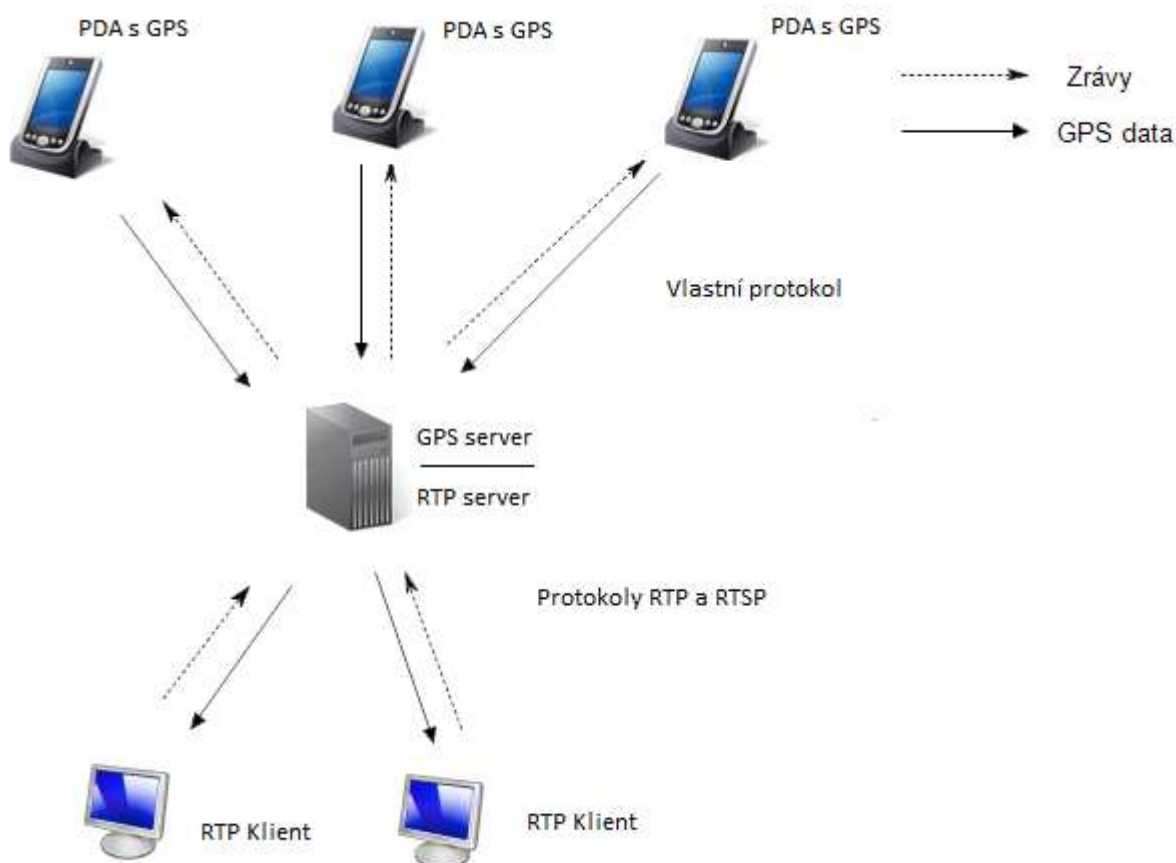 PDA s GPS
PDA s GPS
PDA s GPS
Zrávy
GPS data
Vlastní protokol
GPS server
RTP server
Protokoly RTP a RTSP
RTP Klient
RTP Klient